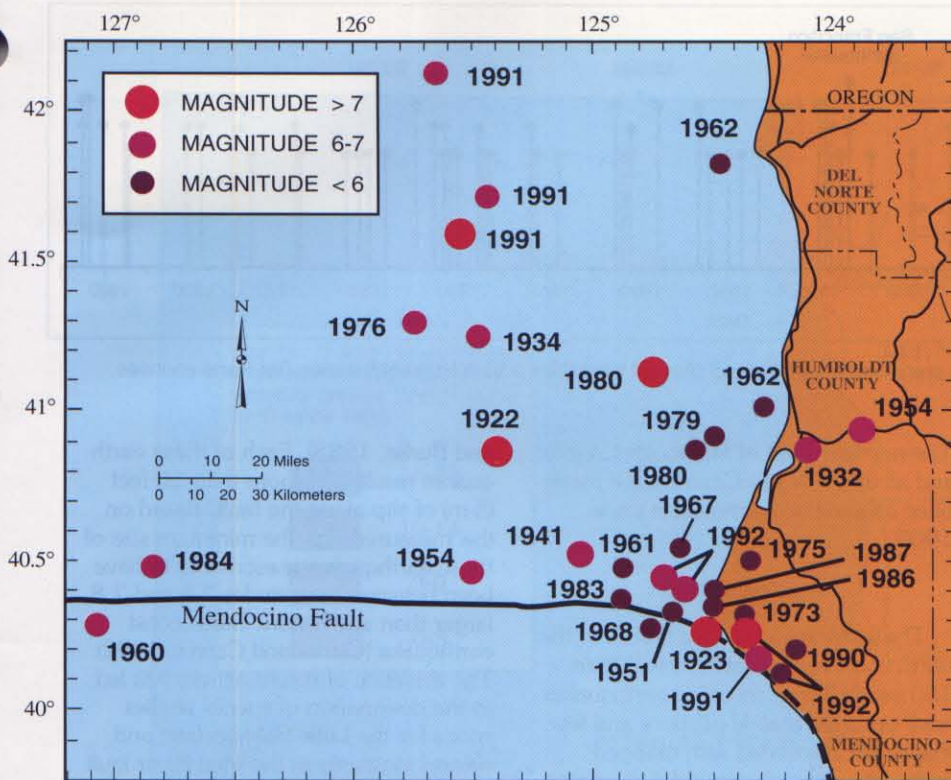 127°
126°
125°
124°
42°
41.5°
41°
40.5°
40°
MAGNITUDE > 7
MAGNITUDE 6-7
MAGNITUDE < 6
1991
1962
OREGON
DEL
NORTE
COUNTY
1991
1991
N
1976
1934
1980
1962
HUMBOLDT
COUNTY
1954
1922
1979
1980
1932
0 10 20 Miles
0 10 20 30 Kilometers
1967
1941
1961
1992
1975
1987
1984
1954
1983
1986
Mendocino Fault
1973
1960
1968
1951
1923
1990
1991
1992
MENDOCINO
COUNTY